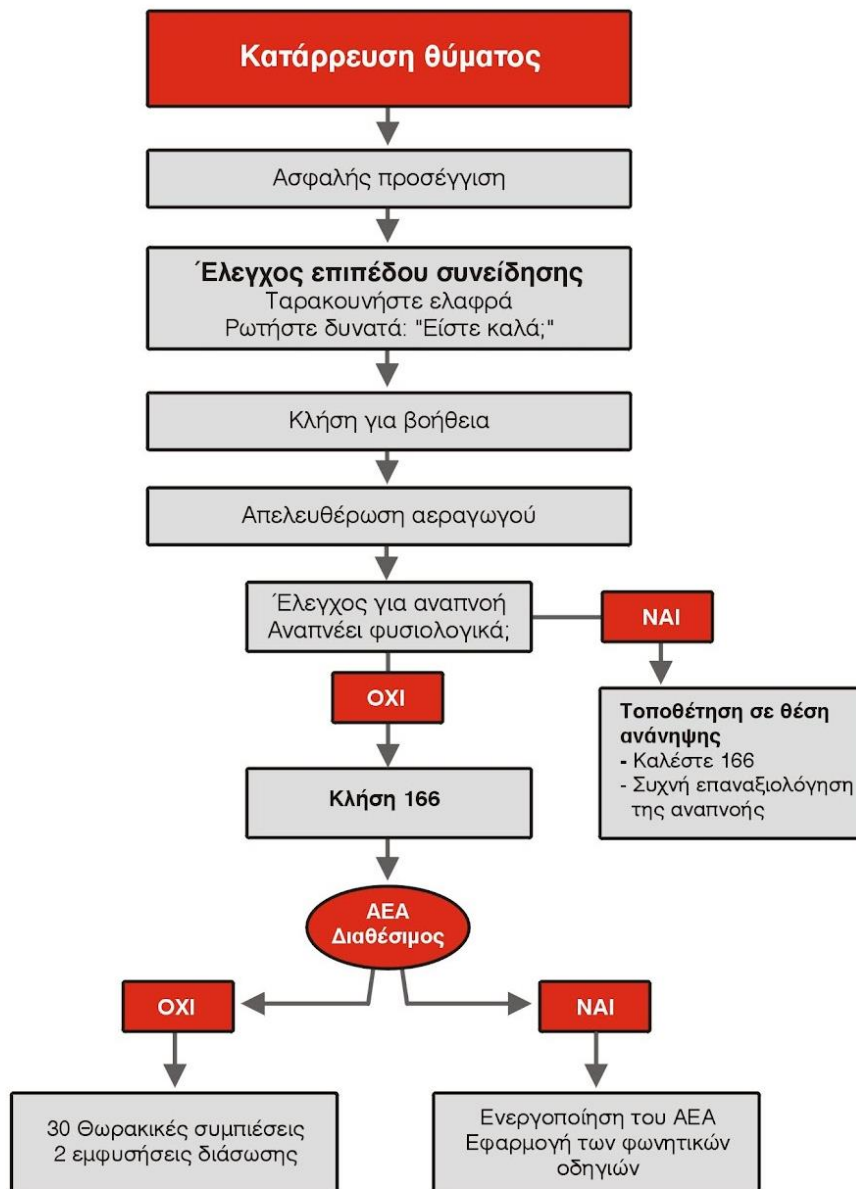 Κατάρρευση θύματος
Ασφαλής προσέγγιση
Έλεγχος επιπέδου συνείδησης
Ταρακουνήστε ελαφρά
Ρωτήστε δυνατά: "Είστε καλά;"
Κλήση για βοήθεια
Απελευθέρωση αεραγωγού
Έλεγχος για αναπνοή
Αναπνέει φυσιολογικά;
ΝΑΙ
ΟΧΙ
Τοποθέτηση σε θέση
ανάνηψης
- Καλέστε 166
- Συχνή επαναξιολόγηση
της αναπνοής
Κλήση 166
ΑΕΑ
Διαθέσιμος
ΟΧΙ
ΝΑΙ
30 Θωρακικές συμπιέσεις
2 εμφυσήσεις διάσωσης
Ενεργοποίηση του ΑΕΑ
Εφαρμογή των φωνητικών
οδηγιών